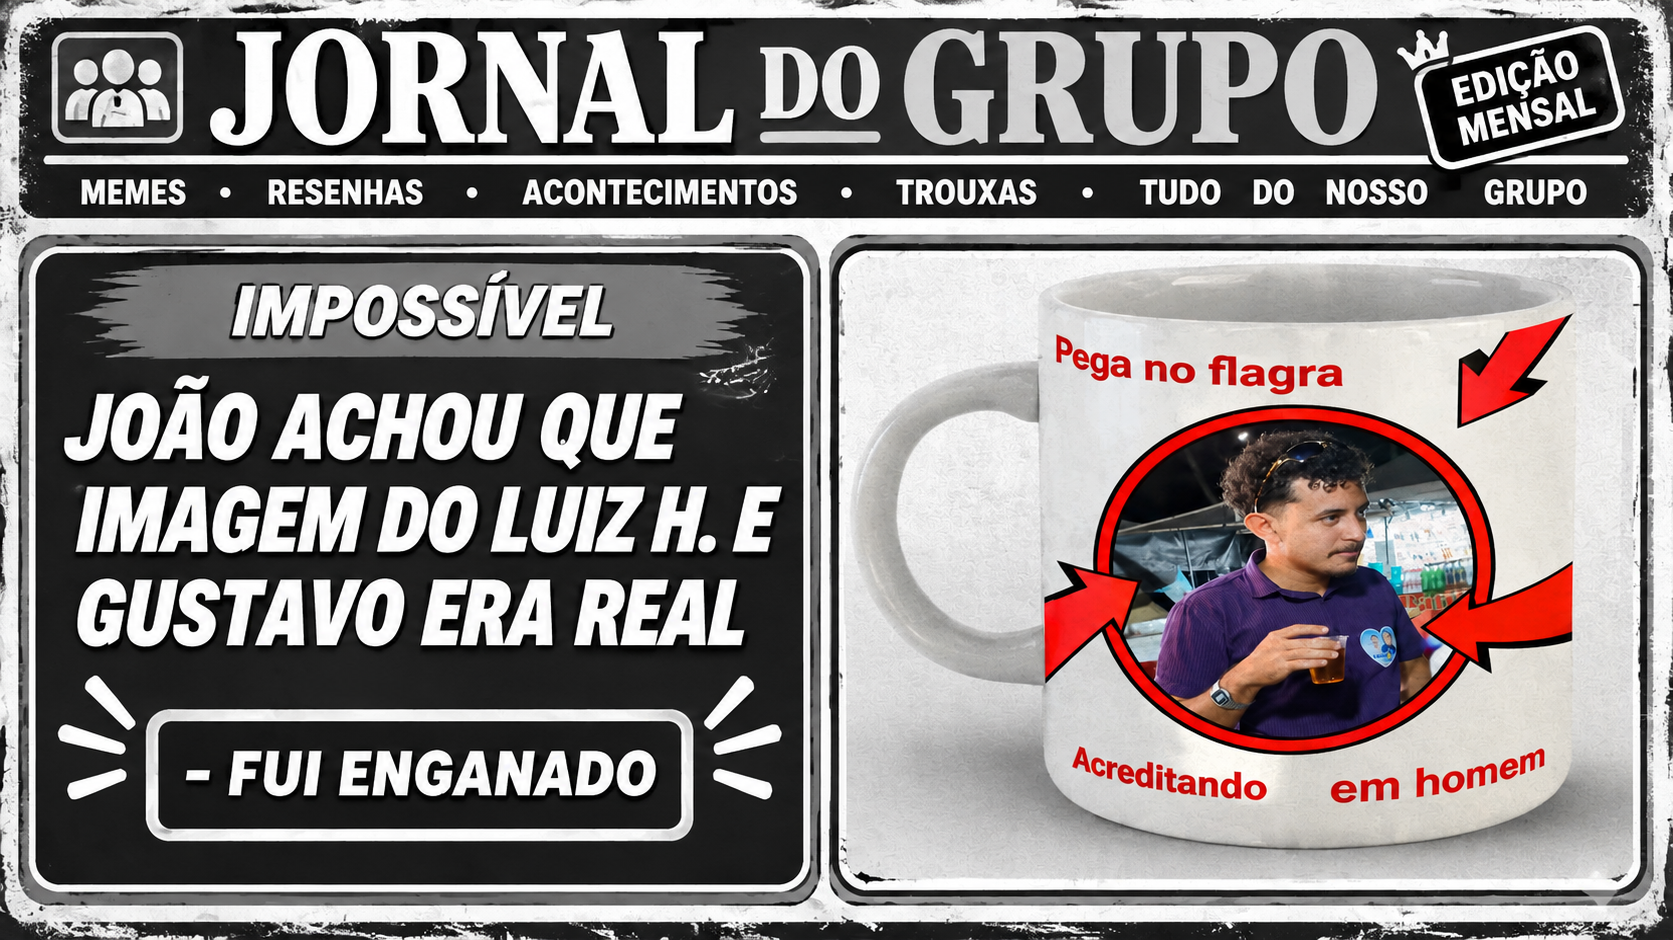 JORNAL DO GRUPO
EDIÇÃO
MENSAL
MEMES • RESENHAS • ACONTECIMENTOS • TROUXAS • TUDO DO NOSSO GRUPO
IMPOSSÍVEL
JOÃO ACHOU QUE
IMAGEM DO LUIZ H. E
GUSTAVO ERA REAL
- FUI ENGANADO
Pega no flagra
Acreditando em homem